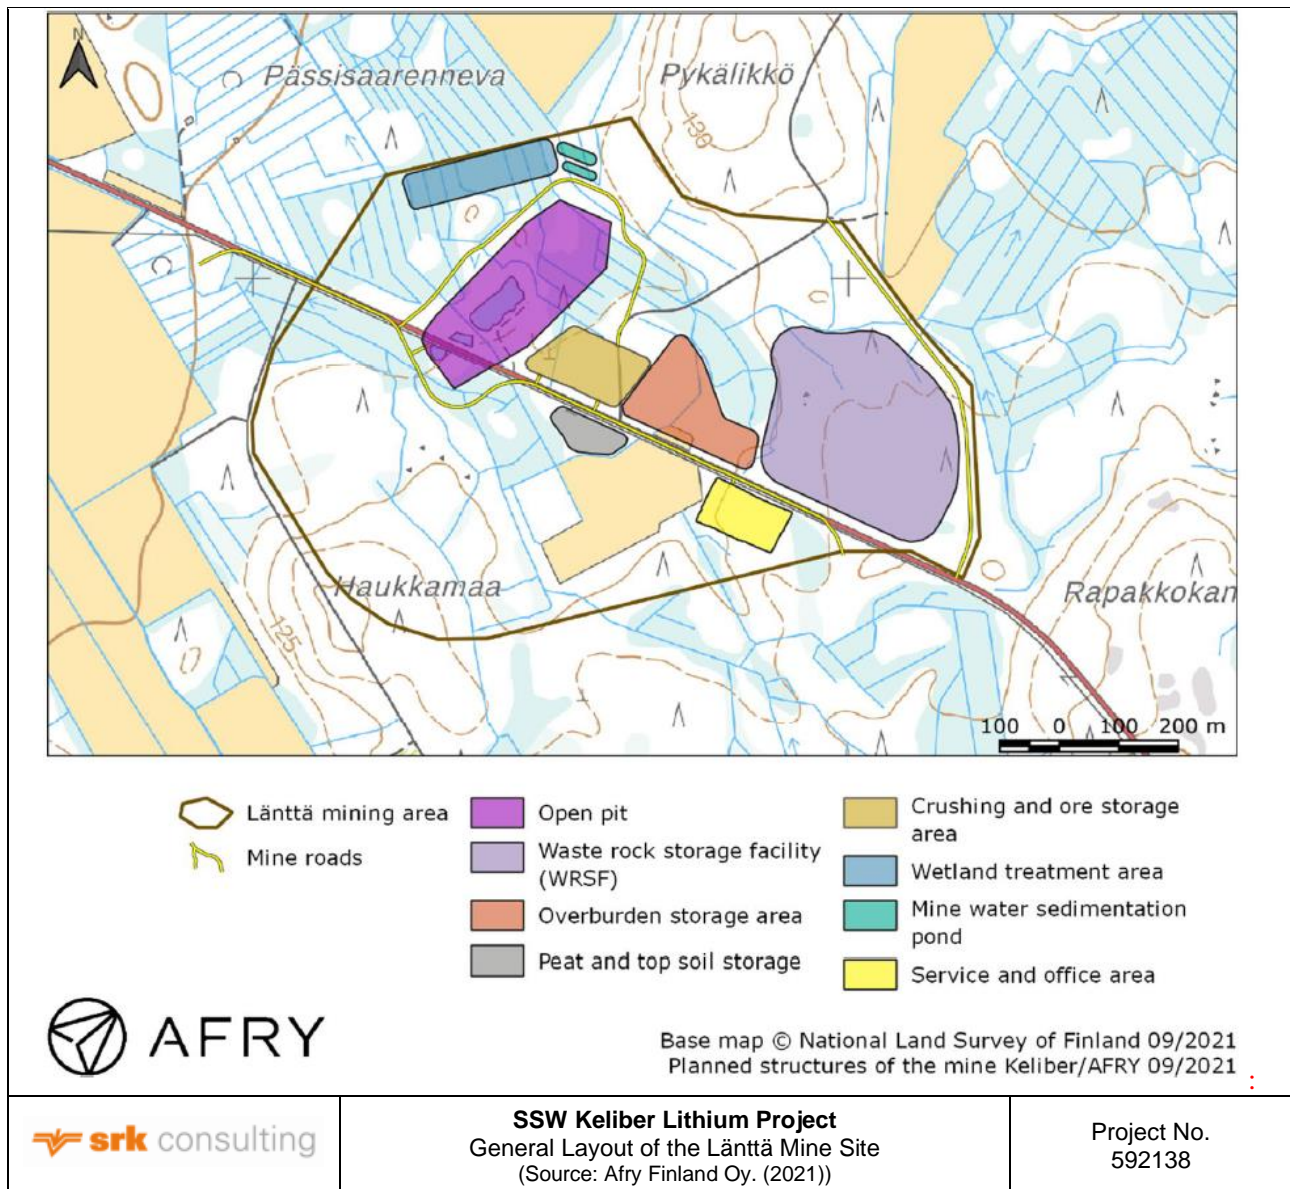 N
Pässisaarenneva
Pykälikkö
130
Haukkamaa
125
Rapakkokan
100 0 100 200 m
Länttä mining area
Mine roads
Open pit
Waste rock storage facility
(WRSF)
Overburden storage area
Peat and top soil storage
Crushing and ore storage
area
Wetland treatment area
Mine water sedimentation
pond
Service and office area
AFRY
Base map © National Land Survey of Finland 09/2021
Planned structures of the mine Keliber/AFRY 09/2021
:
srk consulting
SSW Keliber Lithium Project
General Layout of the Länttä Mine Site
(Source: Afry Finland Oy. (2021))
Project No.
592138